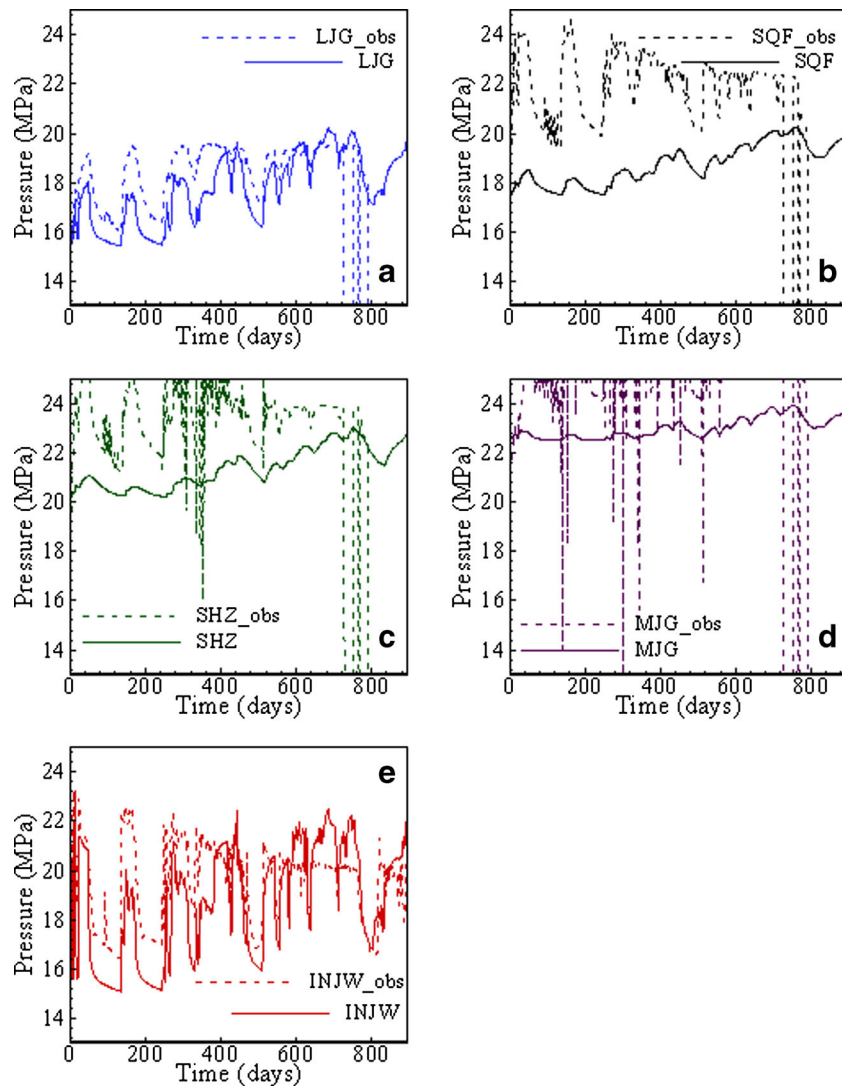 24
22
20
18
16
14
Pressure (MPa)
LJG_obs
LJG
a
0 200 400 600 800
Time (days)
24
22
20
18
16
14
Pressure (MPa)
SQF_obs
SQF
b
0 200 400 600 800
Time (days)
24
22
20
18
16
14
Pressure (MPa)
SHZ_obs
SHZ
c
0 200 400 600 800
Time (days)
24
22
20
18
16
14
Pressure (MPa)
MJG_obs
MJG
d
0 200 400 600 800
Time (days)
24
22
20
18
16
14
Pressure (MPa)
e
INJW_obs
INJW
0 200 400 600 800
Time (days)